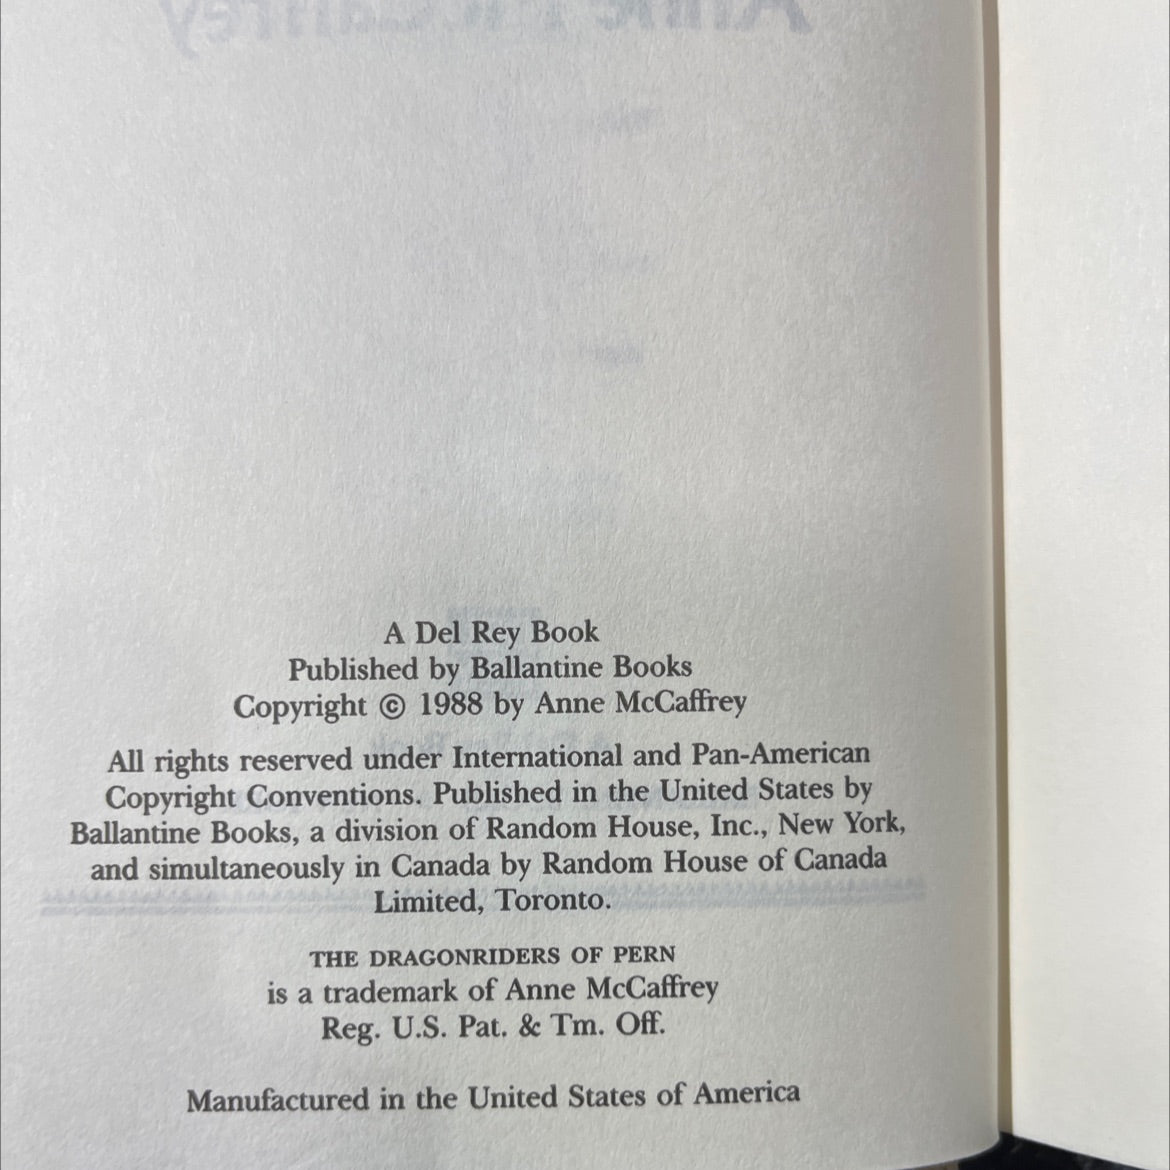 A Del Rey Book
Published by Ballantine Books
Copyright © 1988 by Anne McCaffrey
All rights reserved under International and Pan-American
Copyright Conventions. Published in the United States by
Ballantine Books, a division of Random House, Inc., New York,
and simultaneously in Canada by Random House of Canada
Limited, Toronto.
THE DRAGONRIDERS OF PERN
is a trademark of Anne McCaffrey
Reg. U.S. Pat. & Tm. Off.
Manufactured in the United States of America